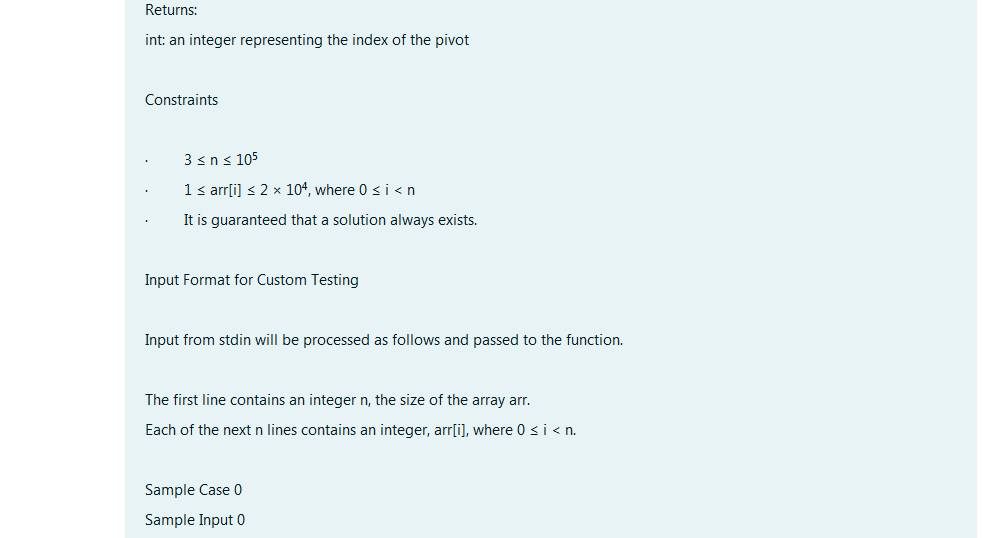 Returns:
int: an integer representing the index of the pivot
Constraints
· 3 ≤ n ≤ 10⁵
· 1 ≤ arr[i] ≤ 2 × 10⁴, where 0 ≤ i < n
· It is guaranteed that a solution always exists.
Input Format for Custom Testing
Input from stdin will be processed as follows and passed to the function.
The first line contains an integer n, the size of the array arr.
Each of the next n lines contains an integer, arr[i], where 0 ≤ i < n.
Sample Case 0
Sample Input 0